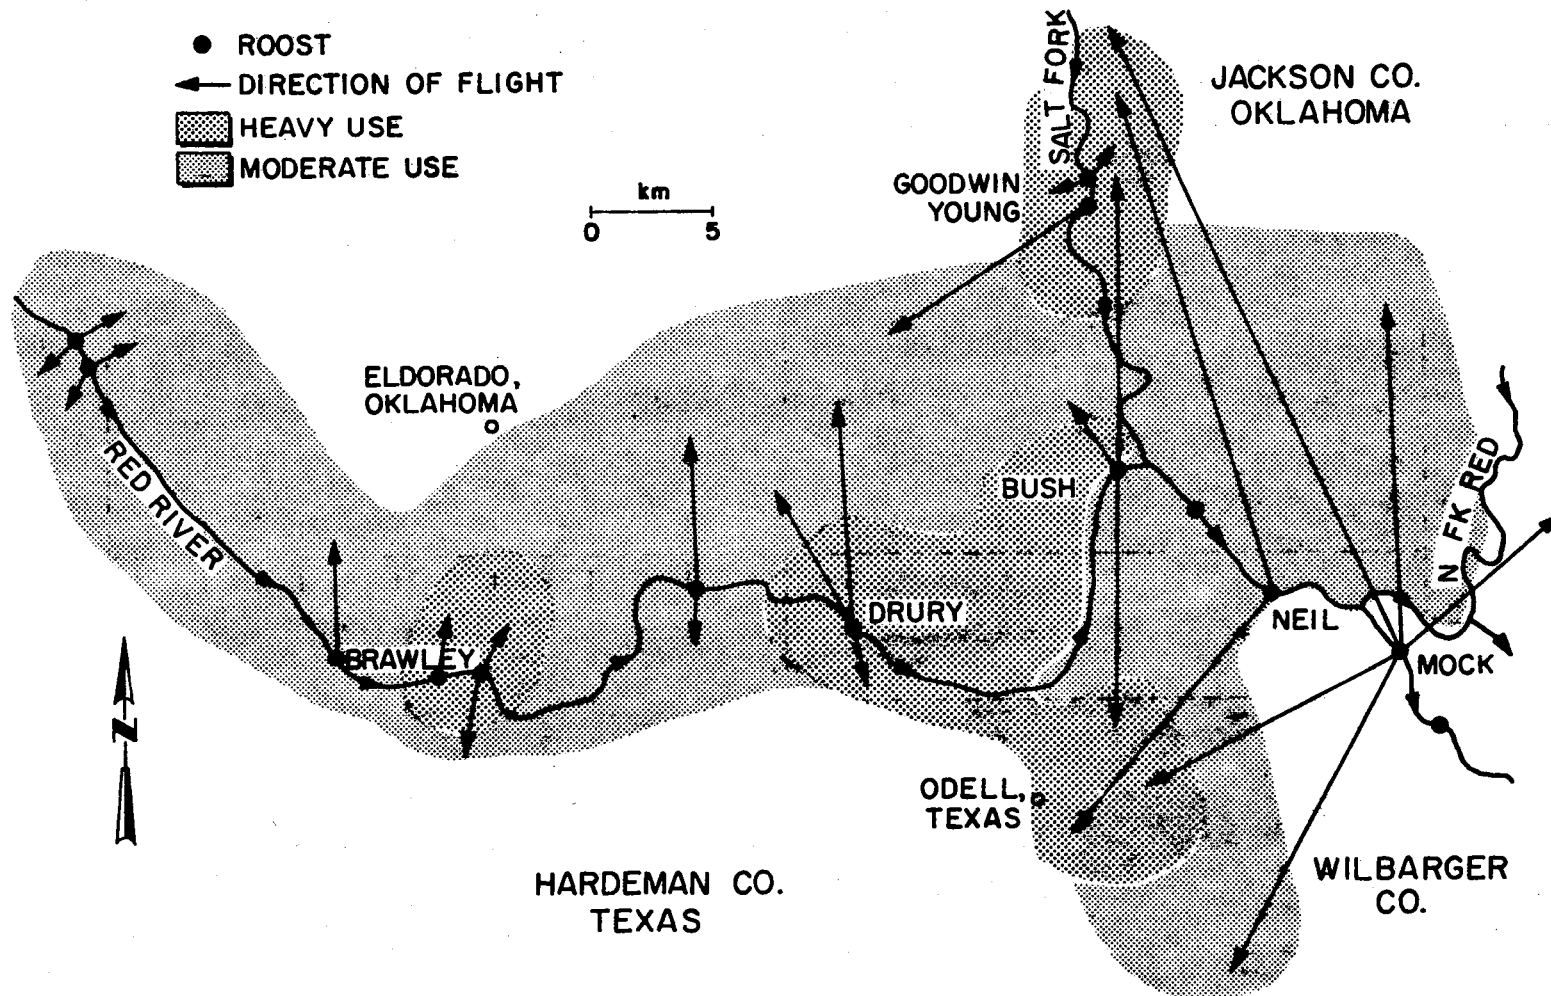 ROOST
DIRECTION OF FLIGHT
HEAVY USE
MODERATE USE
km
0 5
SALT FORK
JACKSON CO.
OKLAHOMA
GOODWIN
YOUNG
ELDORADO,
OKLAHOMA
RED RIVER
BUSH
N FK RED
BRAWLEY
DRURY
NEIL
MOCK
N
ODELL,
TEXAS
HARDEMAN CO.
TEXAS
WILBARGER
CO.